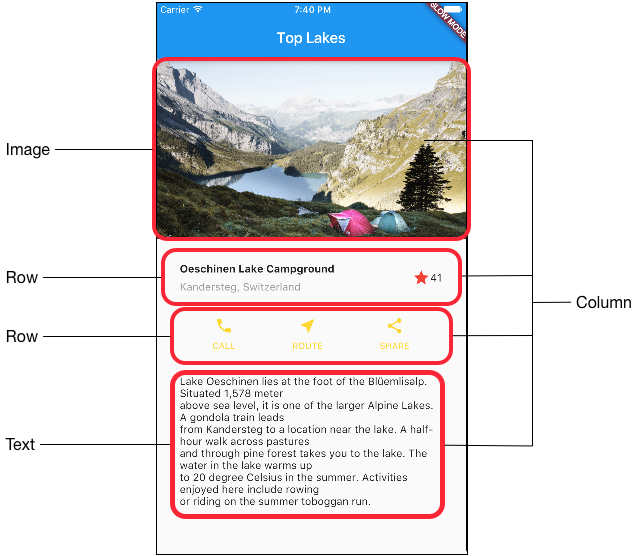 Carrier 7:40 PM
SLOW MODE
Top Lakes
Image
Row
Oeschinen Lake Campground
Kandersteg, Switzerland
41
Column
Row
CALL ROUTE SHARE
Text
Lake Oeschinen lies at the foot of the Blüemlisalp.
Situated 1,578 meter
above sea level, it is one of the larger Alpine Lakes.
A gondola train leads
from Kandersteg to a location near the lake. A half-
hour walk across pastures
and through pine forest takes you to the lake. The
water in the lake warms up
to 20 degree Celsius in the summer. Activities
enjoyed here include rowing
or riding on the summer toboggan run.